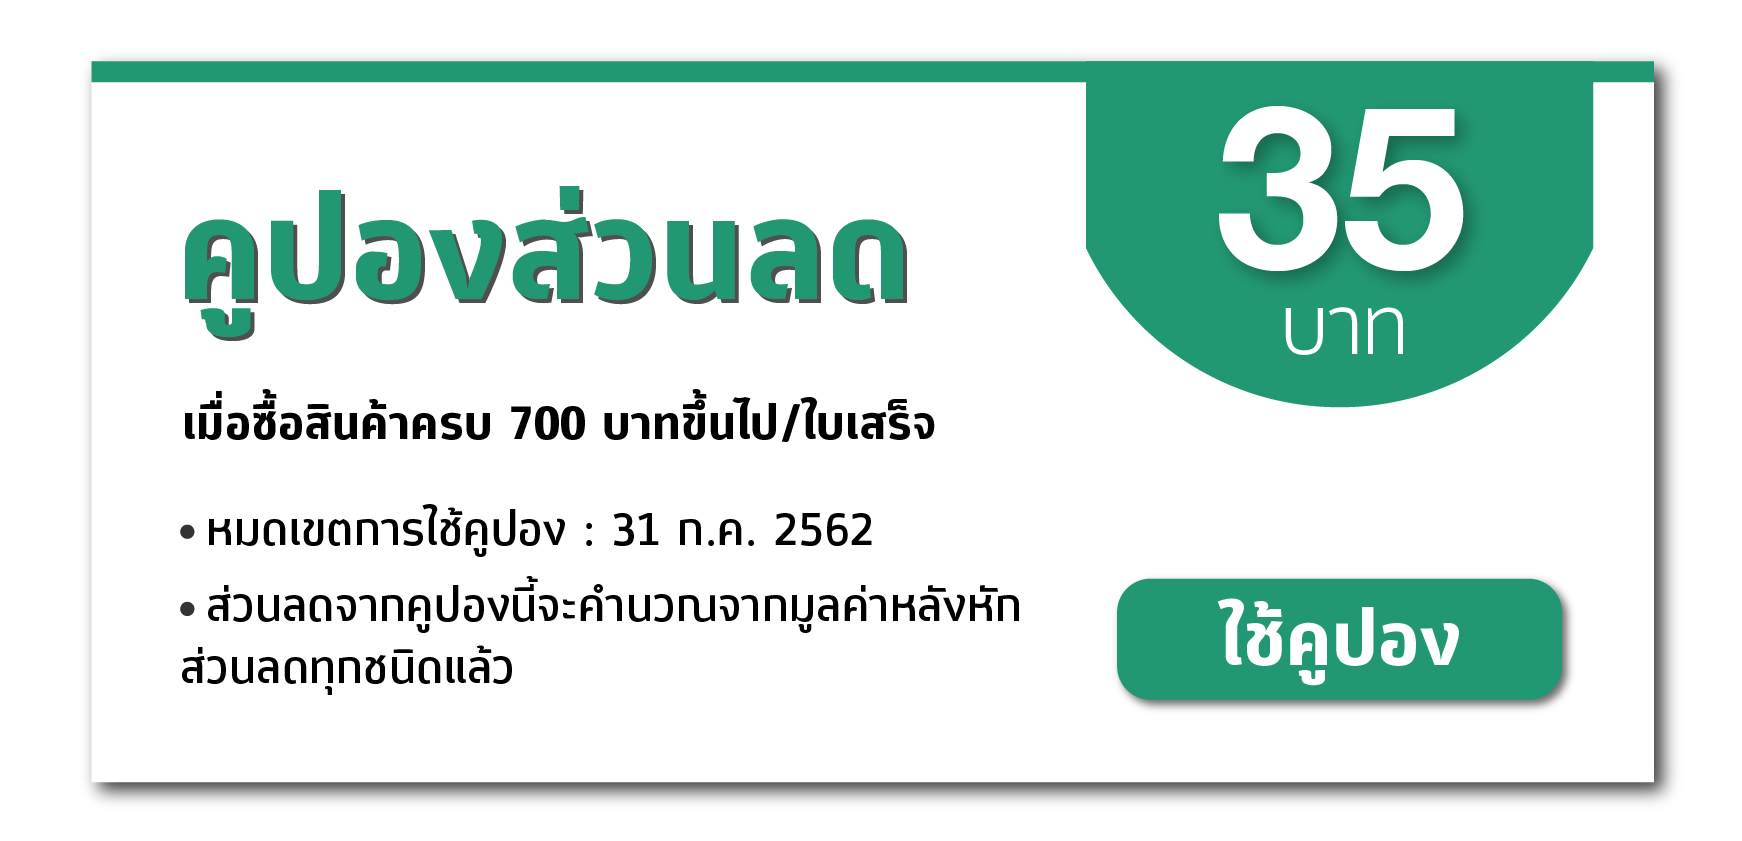 คูปองส่วนลด
35
บาท
เมื่อซื้อสินค้าครบ 700 บาทขึ้นไป/ใบเสร็จ
• หมดเขตการใช้คูปอง : 31 ก.ค. 2562
• ส่วนลดจากคูปองนี้จะคำนวณจากมูลค่าหลังหัก
ส่วนลดทุกชนิดแล้ว
ใช้คูปอง